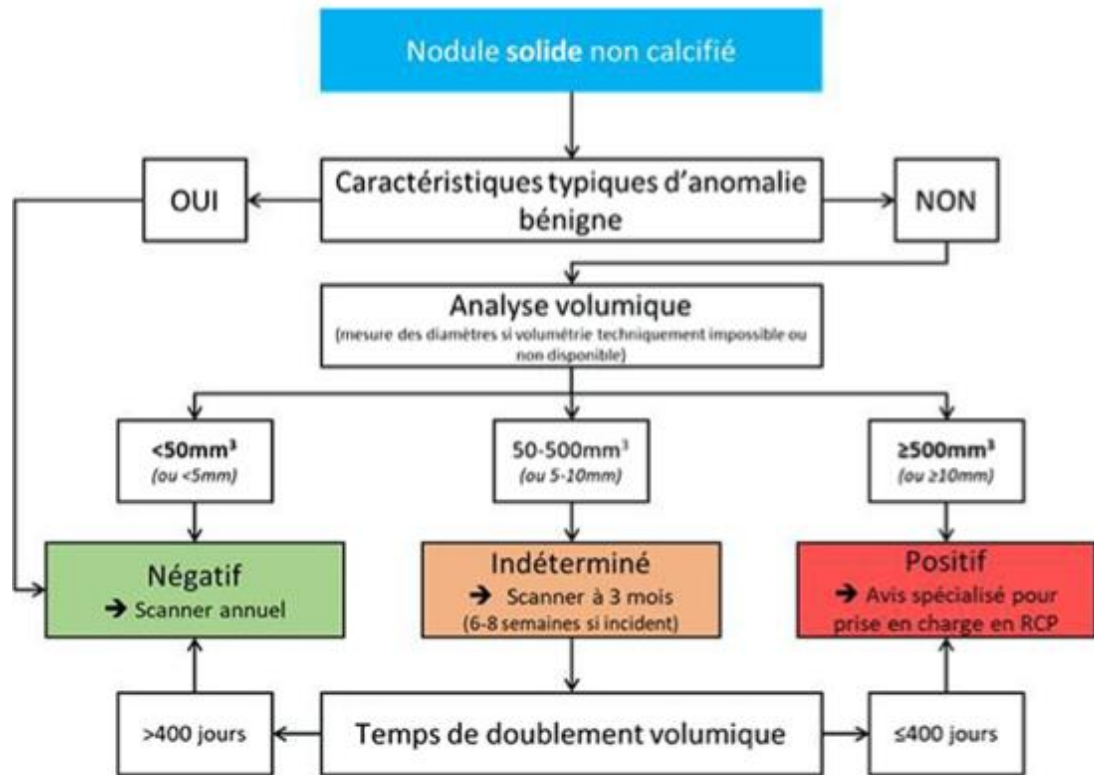 Nodule solide non calcifié
OUI
Caractéristiques typiques d'anomalie
bénigne
NON
Analyse volumique
(mesure des diamètres si volumétrie techniquement impossible ou
non disponible)
<50mm³
(ou <5mm)
50-500mm³
(ou 5-10mm)
≥500mm³
(ou ≥10mm)
Négatif
➔ Scanner annuel
Indéterminé
➔ Scanner à 3 mois
(6-8 semaines si incident)
Positif
➔ Avis spécialisé pour
prise en charge en RCP
>400 jours
Temps de doublement volumique
≤400 jours